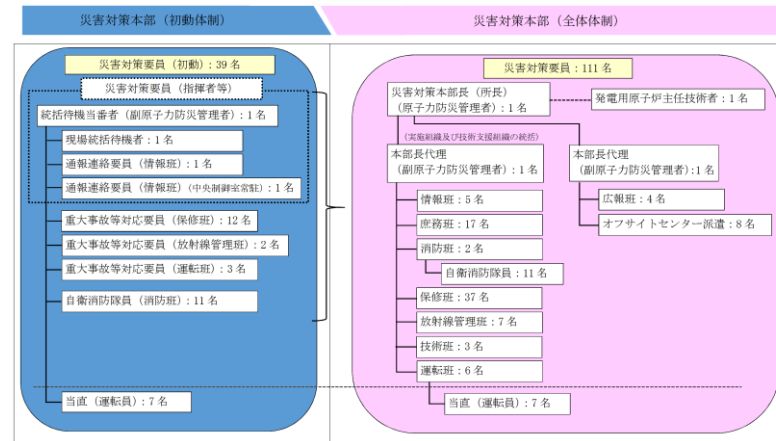 災害対策本部（初動体制）
災害対策本部（全体体制）
災害対策要員（初動）：39 名
災害対策要員（指揮者等）
統括待機当番者（副原子力防災管理者）：1 名
現場統括待機者：1 名
通報連絡要員（情報班）：1 名
通報連絡要員（情報班）（中央制御室常駐）：1 名
重大事故等対応要員（保修班）：12 名
重大事故等対応要員（放射線管理班）：2 名
重大事故等対応要員（運転班）：3 名
自衛消防隊員（消防班）：11 名
当直（運転員）：7 名
災害対策要員：111 名
災害対策本部長（所長）
（原子力防災管理者）：1 名
発電用原子炉主任技術者：1 名
（実施組織及び技術支援組織の統括）
本部長代理
（副原子力防災管理者）：1 名
情報班：5 名
庶務班：17 名
消防班：2 名
自衛消防隊員：11 名
保修班：37 名
放射線管理班：7 名
技術班：3 名
運転班：6 名
当直（運転員）：7 名
本部長代理
（副原子力防災管理者）：1 名
広報班：4 名
オフサイトセンター派遣：8 名